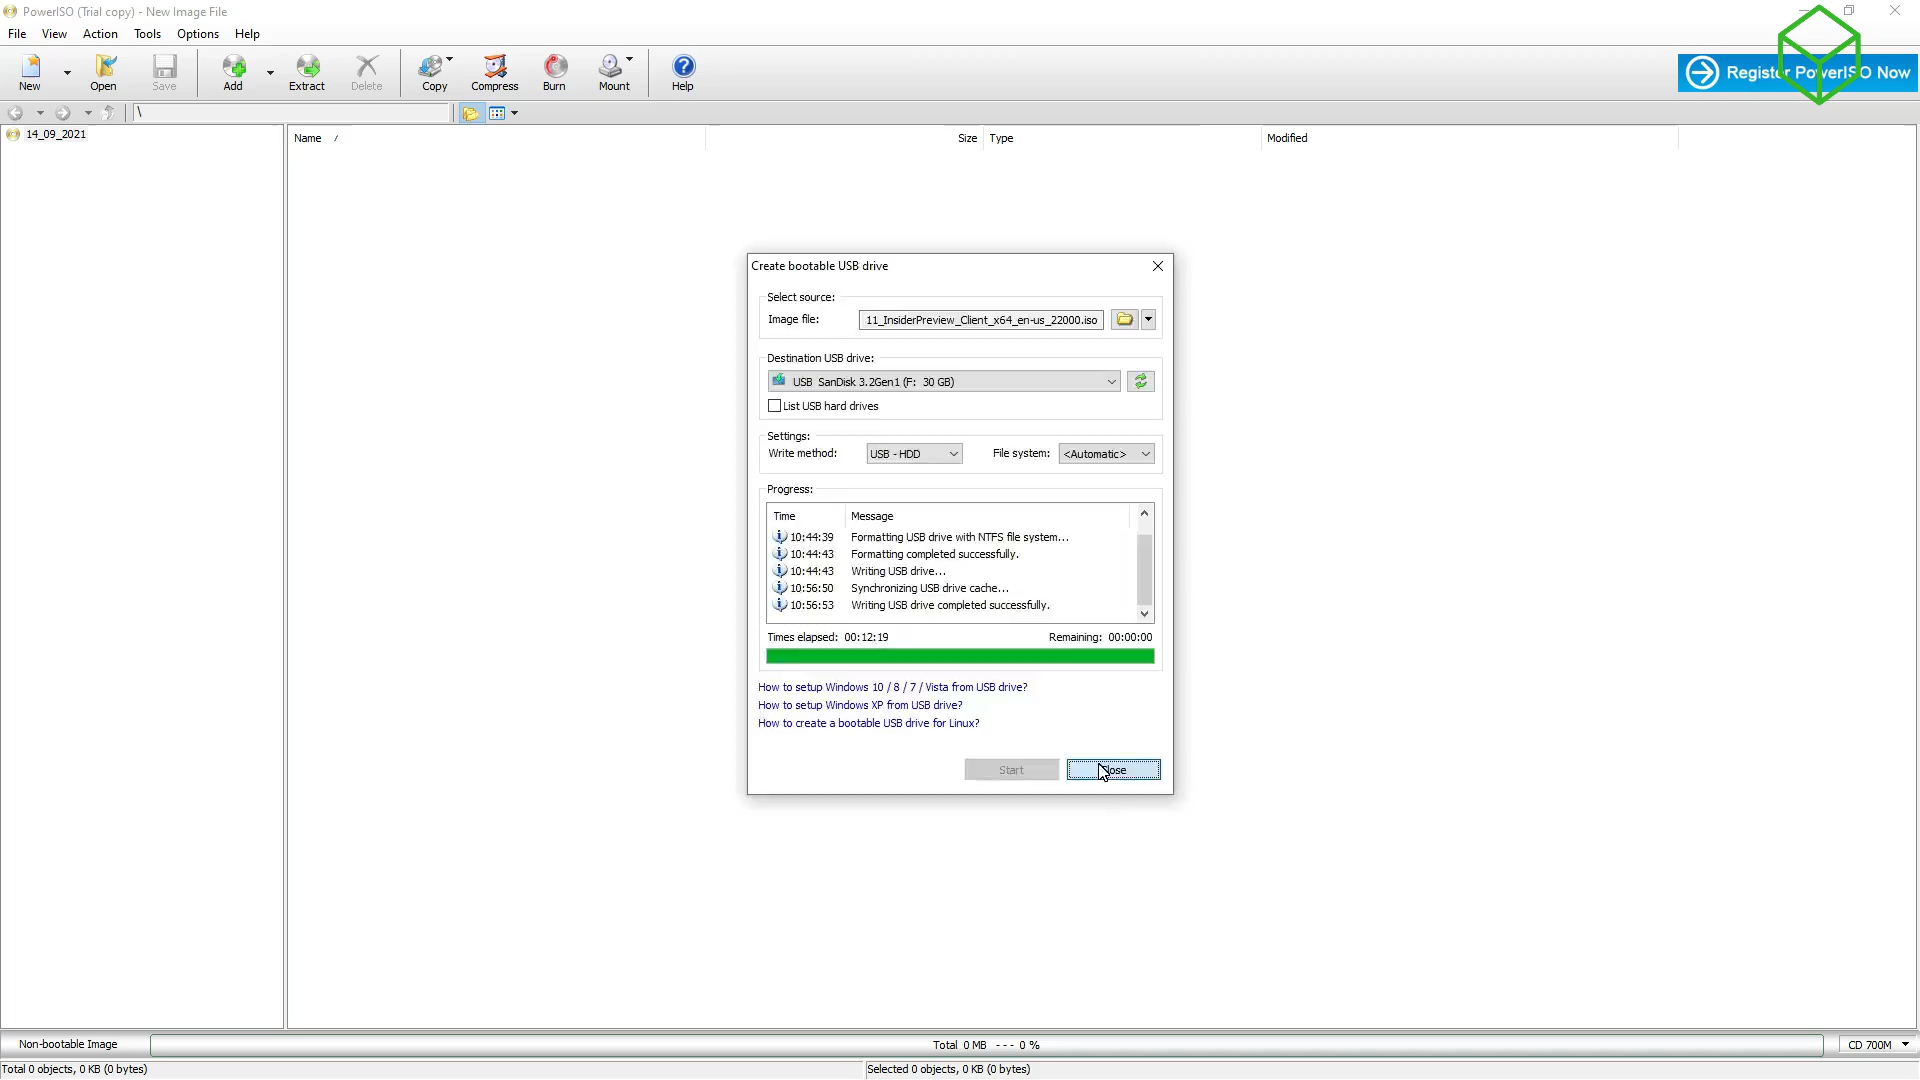 PowerISO (Trial copy) - New Image File
File View Action Tools Options Help
New Open Save Add Extract Delete Copy Compress Burn Mount Help
Register PowerISO Now
\
14_09_2021
Name / Size Type Modified
Create bootable USB drive
Select source:
Image file: 11_InsiderPreview_Client_x64_en-us_22000.iso
Destination USB drive:
USB SanDisk 3.2Gen1 (F: 30 GB)
List USB hard drives
Settings:
Write method: USB - HDD File system: <Automatic>
Progress:
Time Message
10:44:39 Formatting USB drive with NTFS file system...
10:44:43 Formatting completed successfully.
10:44:43 Writing USB drive...
10:56:50 Synchronizing USB drive cache...
10:56:53 Writing USB drive completed successfully.
Times elapsed: 00:12:19 Remaining: 00:00:00
How to setup Windows 10 / 8 / 7 / Vista from USB drive?
How to setup Windows XP from USB drive?
How to create a bootable USB drive for Linux?
Start Close
Non-bootable Image Total 0 MB --- 0 % CD 700M
Total 0 objects, 0 KB (0 bytes) Selected 0 objects, 0 KB (0 bytes)